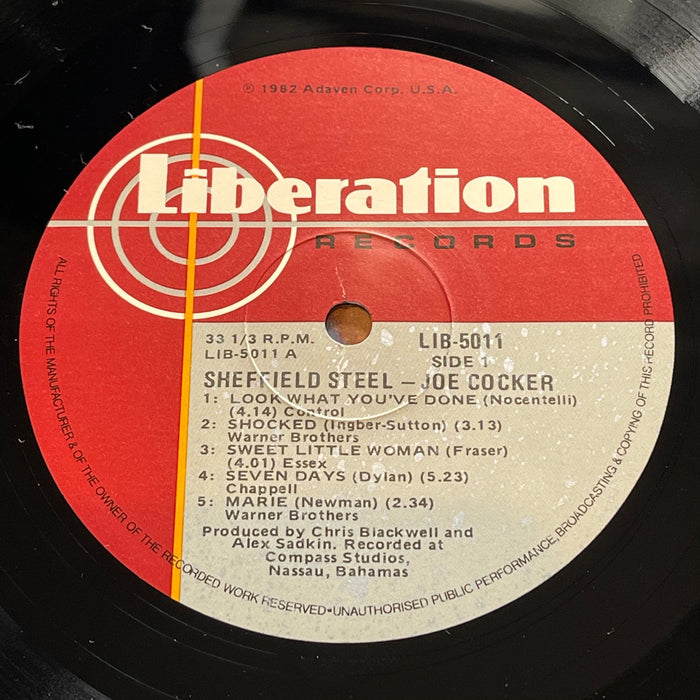 ℗ 1982 Adaven Corp. U.S.A.
Liberation
RECORDS
33 1/3 R.P.M. LIB-5011
LIB-5011 A SIDE 1
SHEFFIELD STEEL – JOE COCKER
1: LOOK WHAT YOU'VE DONE (Nocentelli)
(4.14) Control
2: SHOCKED (Ingber-Sutton) (3.13)
Warner Brothers
3: SWEET LITTLE WOMAN (Fraser)
(4.01) Essex
4: SEVEN DAYS (Dylan) (5.23)
Chappell
5: MARIE (Newman) (2.34)
Warner Brothers
Produced by Chris Blackwell and
Alex Sadkin. Recorded at
Compass Studios,
Nassau, Bahamas
ALL RIGHTS OF THE MANUFACTURER & OF THE OWNER OF THE RECORDED WORK RESERVED•UNAUTHORISED PUBLIC PERFORMANCE, BROADCASTING & COPYING OF THIS RECORD PROHIBITED